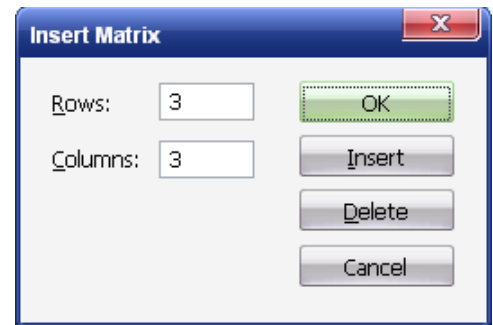 Insert Matrix
Rows: 3 OK
Columns: 3 Insert
Delete
Cancel